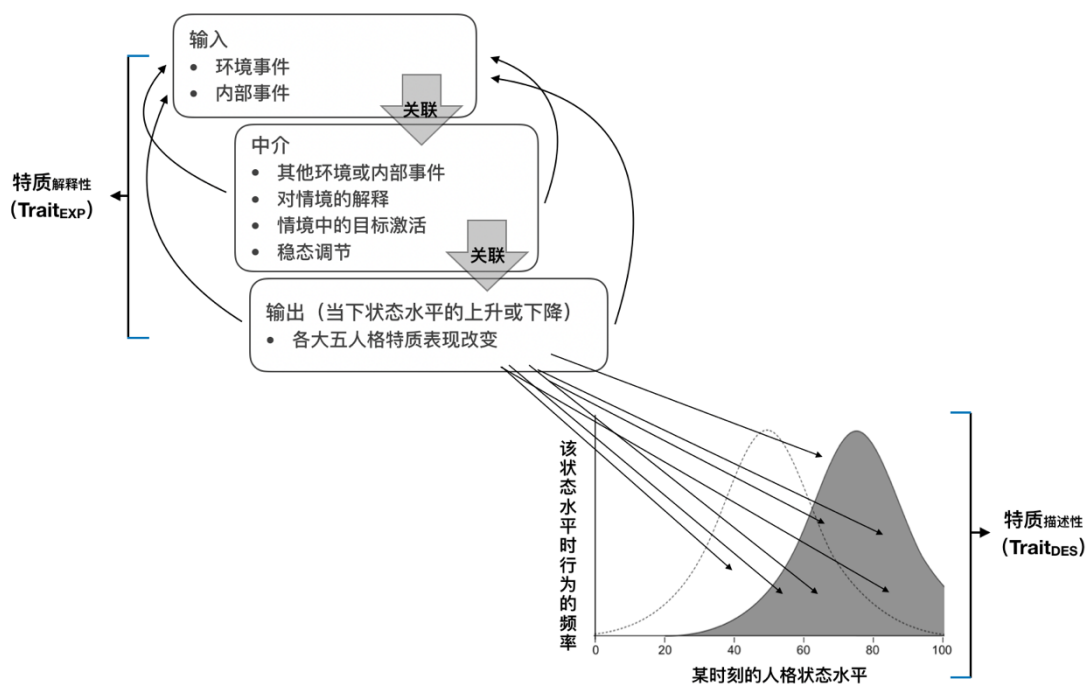 输入
• 环境事件
• 内部事件
关联
中介
• 其他环境或内部事件
• 对情境的解释
• 情境中的目标激活
• 稳态调节
关联
特质解释性
（TraitEXP）
输出（当下状态水平的上升或下降）
• 各大五人格特质表现改变
该状态水平时行为的频率
特质描述性
（TraitDES）
0 20 40 60 80 100
某时刻的人格状态水平